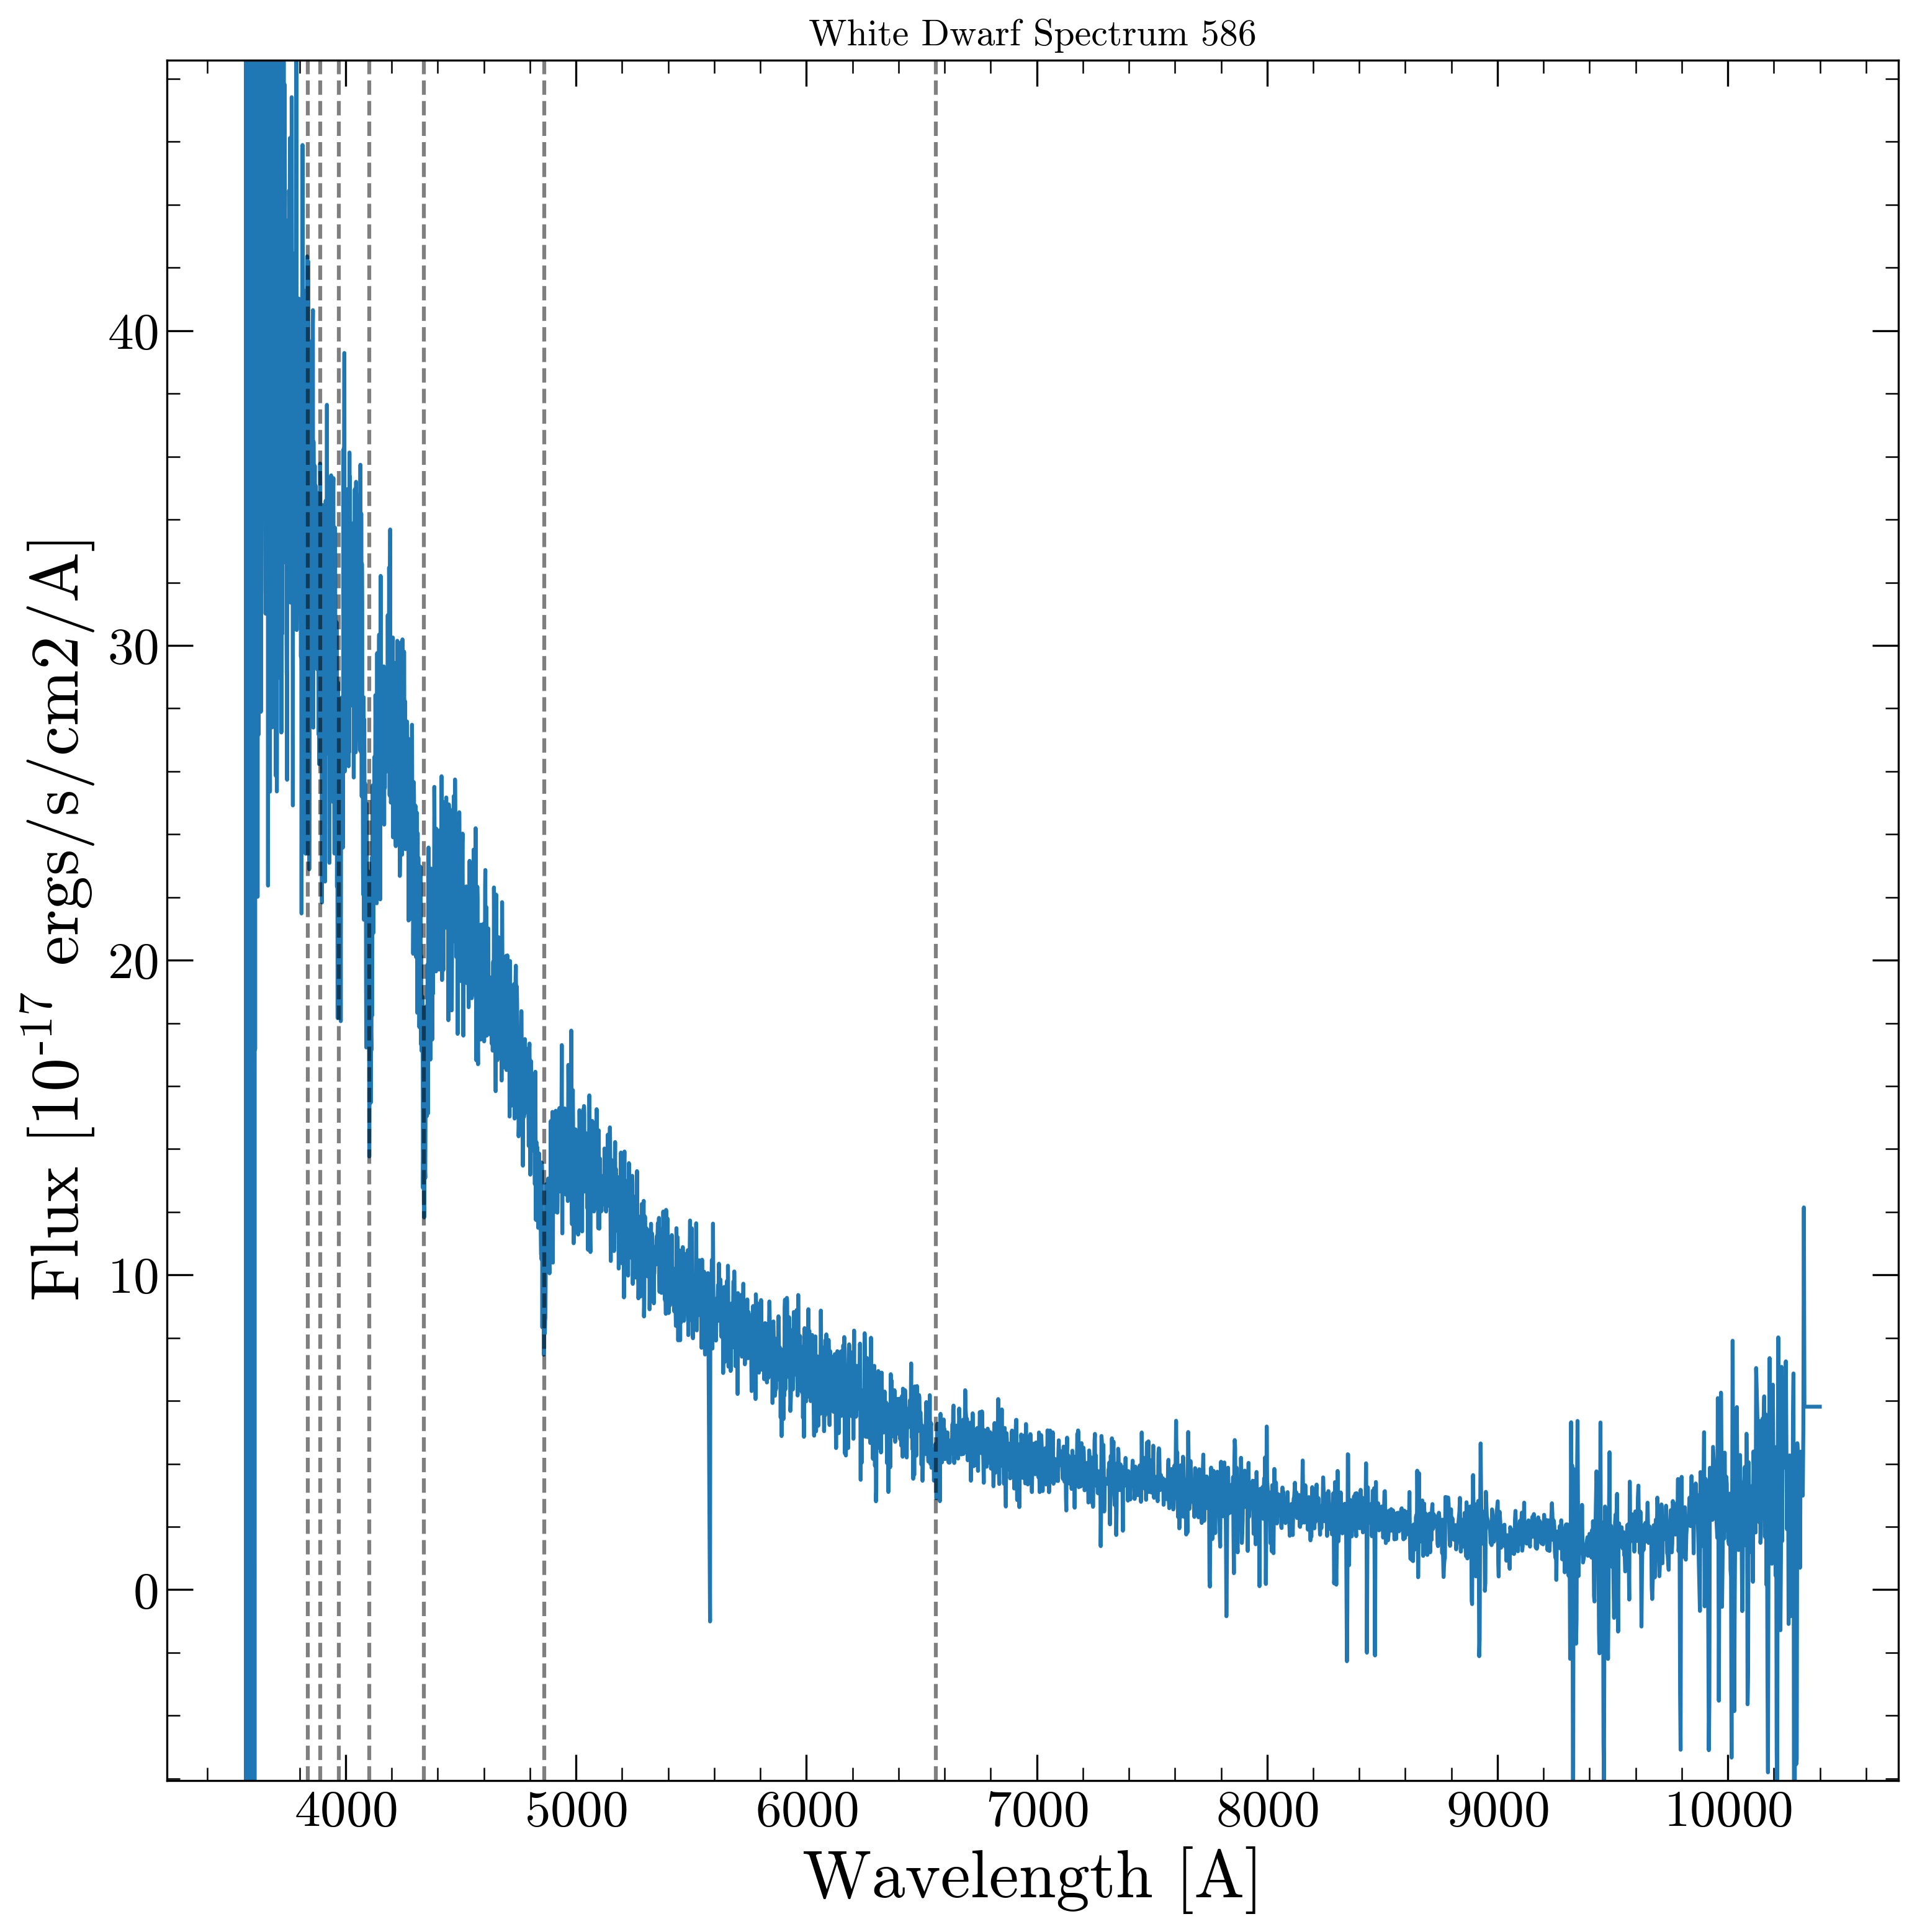 White Dwarf Spectrum 586
40
30
20
10
0
Flux [10⁻¹⁷ ergs/s/cm2/A]
4000 5000 6000 7000 8000 9000 10000
Wavelength [A]